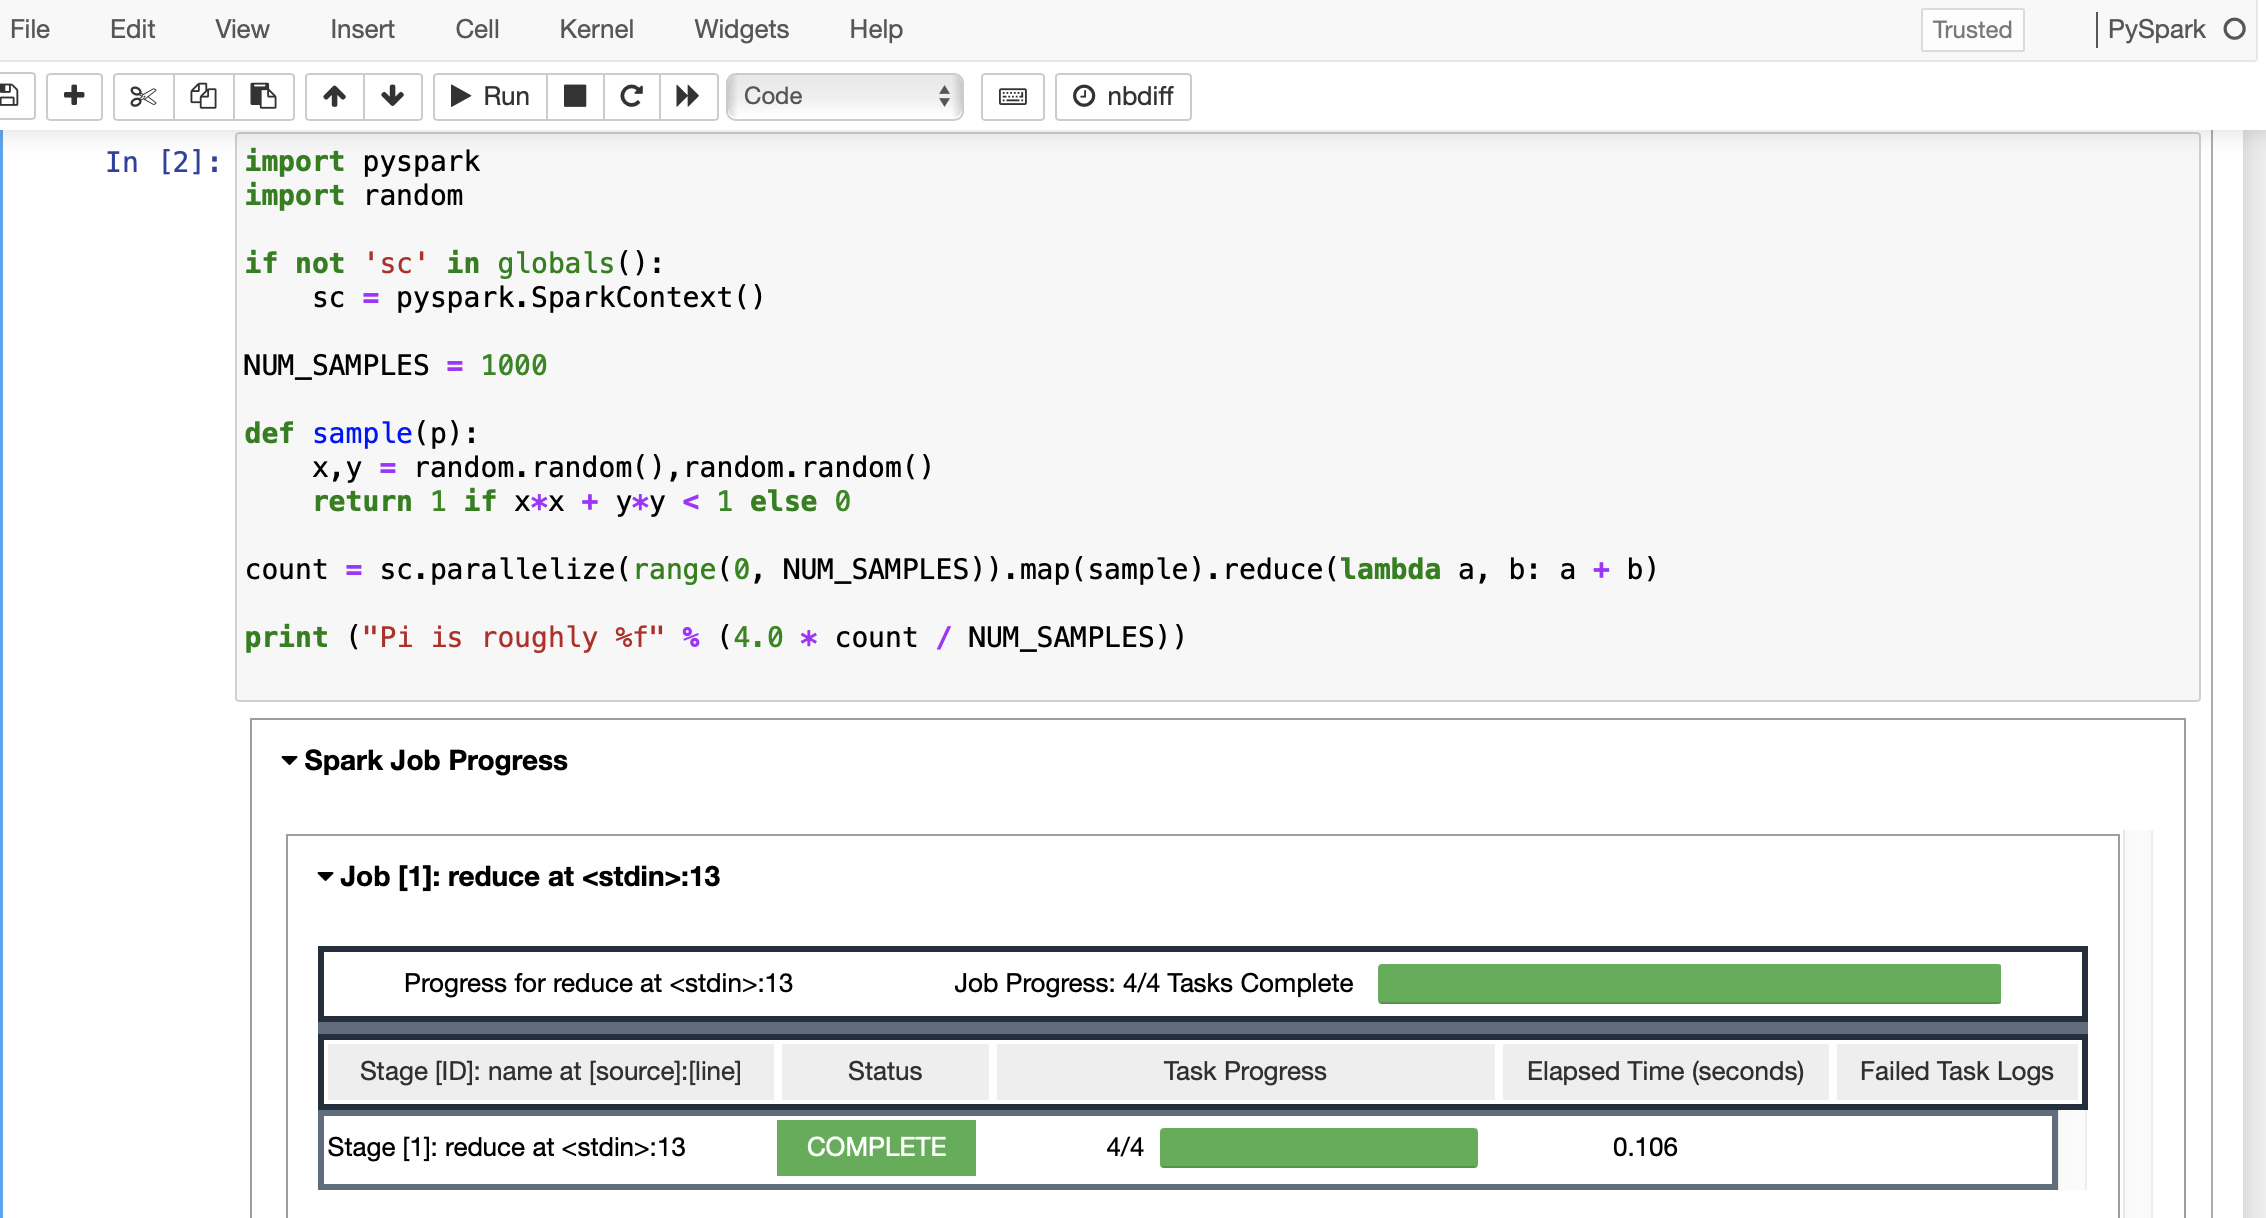 File Edit View Insert Cell Kernel Widgets Help Trusted PySpark
Run Code nbdiff
In [2]:
import pyspark
import random
if not 'sc' in globals():
    sc = pyspark.SparkContext()
NUM_SAMPLES = 1000
def sample(p):
    x,y = random.random(),random.random()
    return 1 if x*x + y*y < 1 else 0
count = sc.parallelize(range(0, NUM_SAMPLES)).map(sample).reduce(lambda a, b: a + b)
print ("Pi is roughly %f" % (4.0 * count / NUM_SAMPLES))
Spark Job Progress
Job [1]: reduce at <stdin>:13
Progress for reduce at <stdin>:13 Job Progress: 4/4 Tasks Complete
Stage [ID]: name at [source]:[line] Status Task Progress Elapsed Time (seconds) Failed Task Logs
Stage [1]: reduce at <stdin>:13 COMPLETE 4/4 0.106